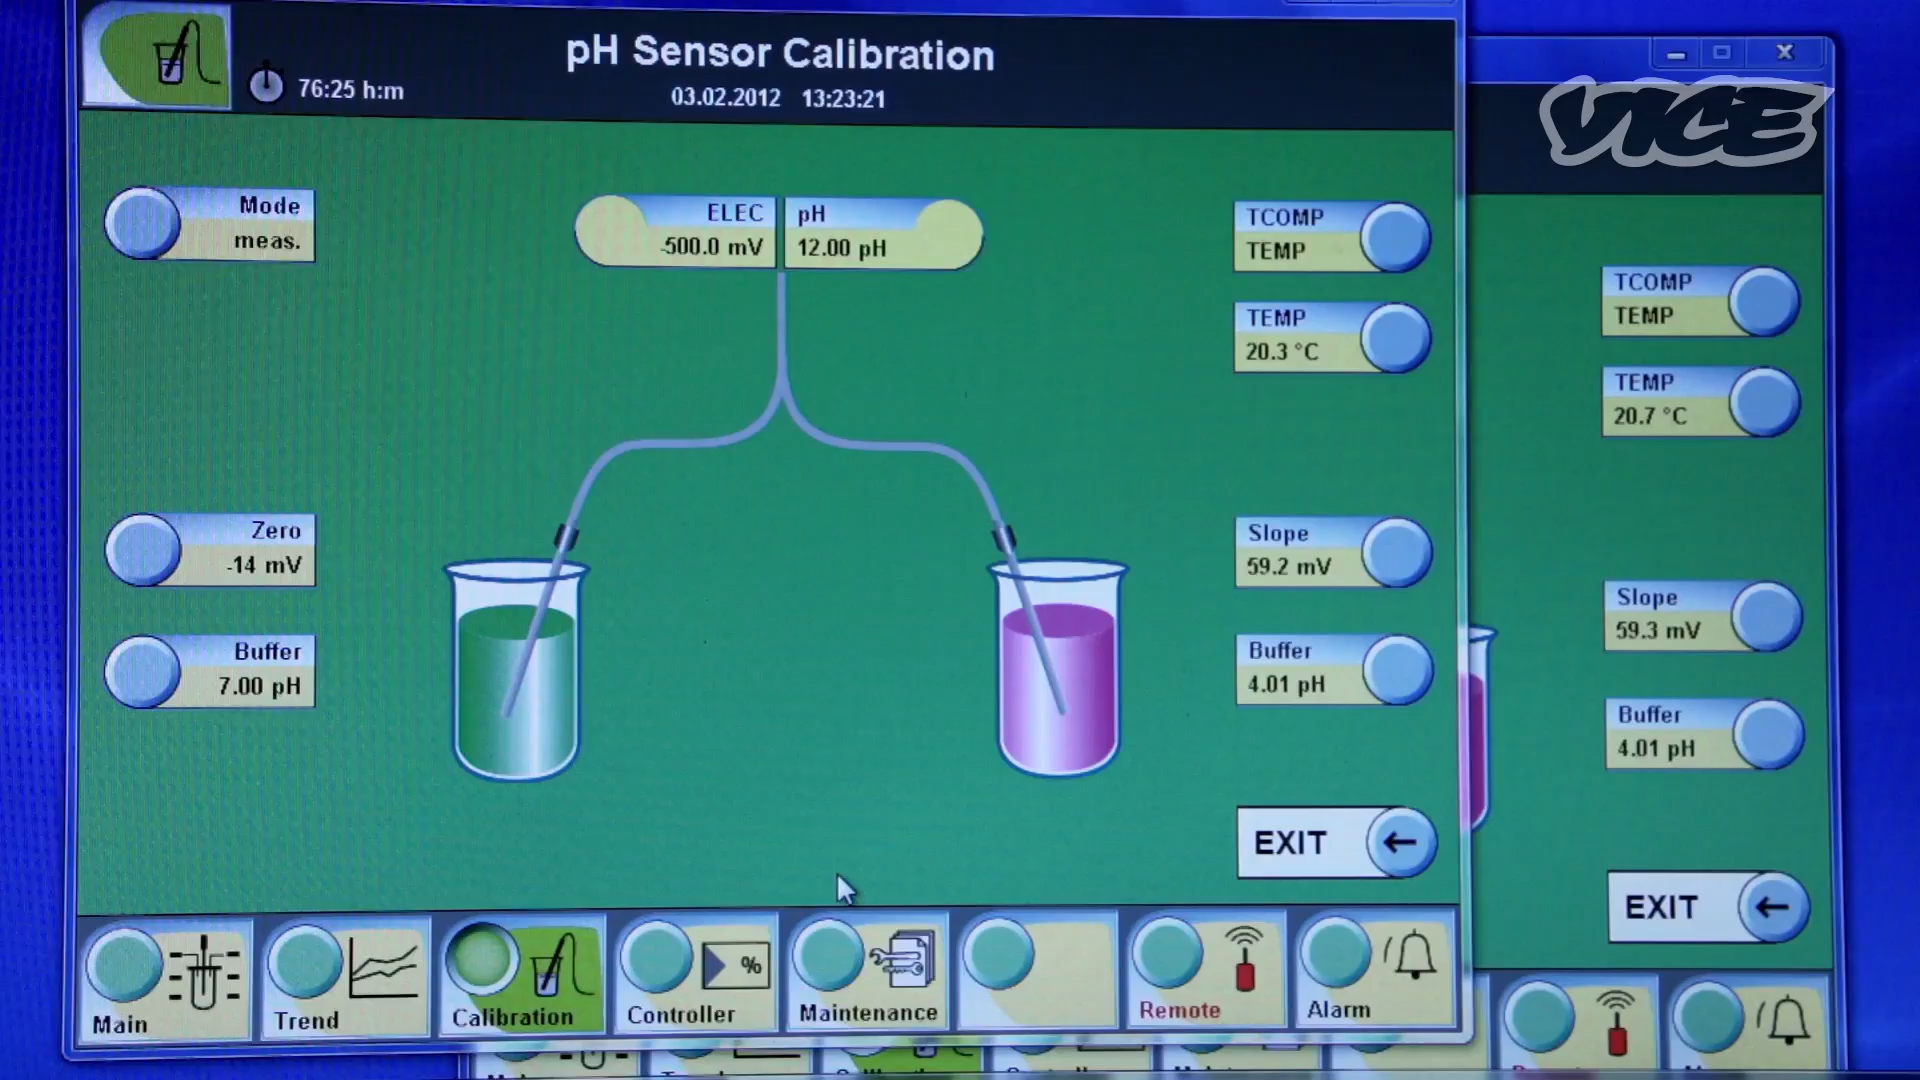 pH Sensor Calibration
76:25 h:m
03.02.2012 13:23:21
VICE
Mode
meas.
ELEC
-500.0 mV
pH
12.00 pH
TCOMP
TEMP
TEMP
20.3 °C
TCOMP
TEMP
TEMP
20.7 °C
Zero
-14 mV
Buffer
7.00 pH
Slope
59.2 mV
Buffer
4.01 pH
Slope
59.3 mV
Buffer
4.01 pH
EXIT
EXIT
Main
Trend
Calibration
%
Controller
Maintenance
Remote
Alarm